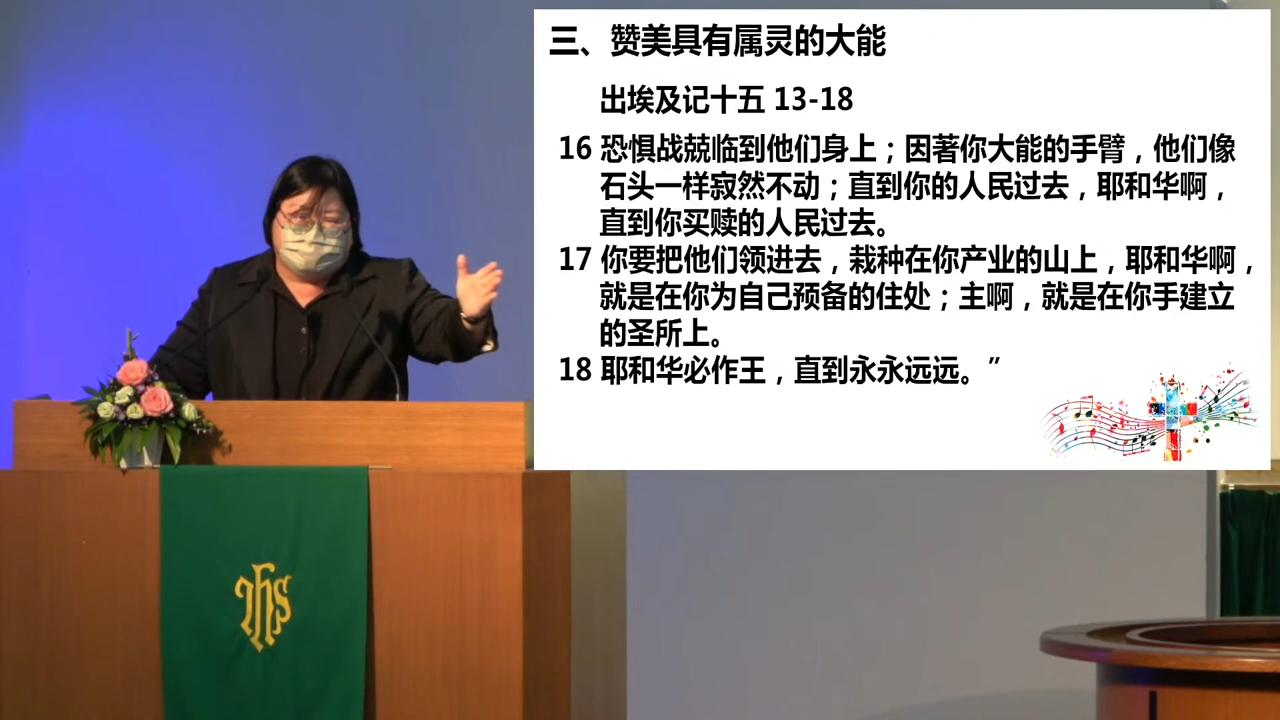 三、赞美具有属灵的大能
出埃及记十五 13-18
16 恐惧战兢临到他们身上；因著你大能的手臂，他们像
石头一样寂然不动；直到你的人民过去，耶和华啊，
直到你买赎的人民过去。
17 你要把他们领进去，栽种在你产业的山上，耶和华啊，
就是在你为自己预备的住处；主啊，就是在你手建立
的圣所上。
18 耶和华必作王，直到永永远远。”
IHS